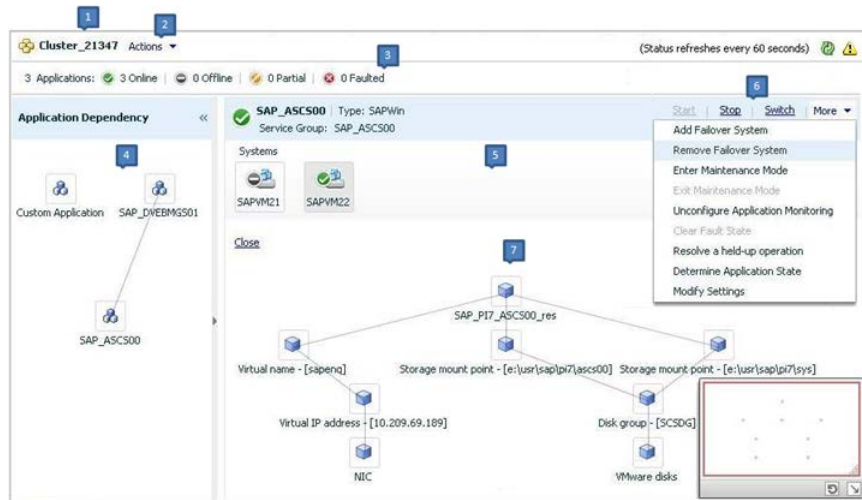 1
2
Cluster_21347 Actions
(Status refreshes every 60 seconds)
3
3 Applications: 3 Online | 0 Offline | 0 Partial | 0 Faulted
6
Application Dependency «
SAP_ASCS00 | Type: SAPWin
Service Group: SAP_ASCS00
Start | Stop | Switch | More
Add Failover System
Remove Failover System
Enter Maintenance Mode
Exit Maintenance Mode
Unconfigure Application Monitoring
Clear Fault State
Resolve a held-up operation
Determine Application State
Modify Settings
4
Custom Application
SAP_DVEBMGS01
SAP_ASCS00
Systems
5
SAPVM21
SAPVM22
Close
7
SAP_PI7_ASCS00_res
Virtual name - [sapenq]
Storage mount point - [e:\usr\sap\pi7\ascs00]
Storage mount point - [e:\usr\sap\pi7\sys]
Virtual IP address - [10.209.69.189]
Disk group - [SCSDG]
NIC
VMware disks